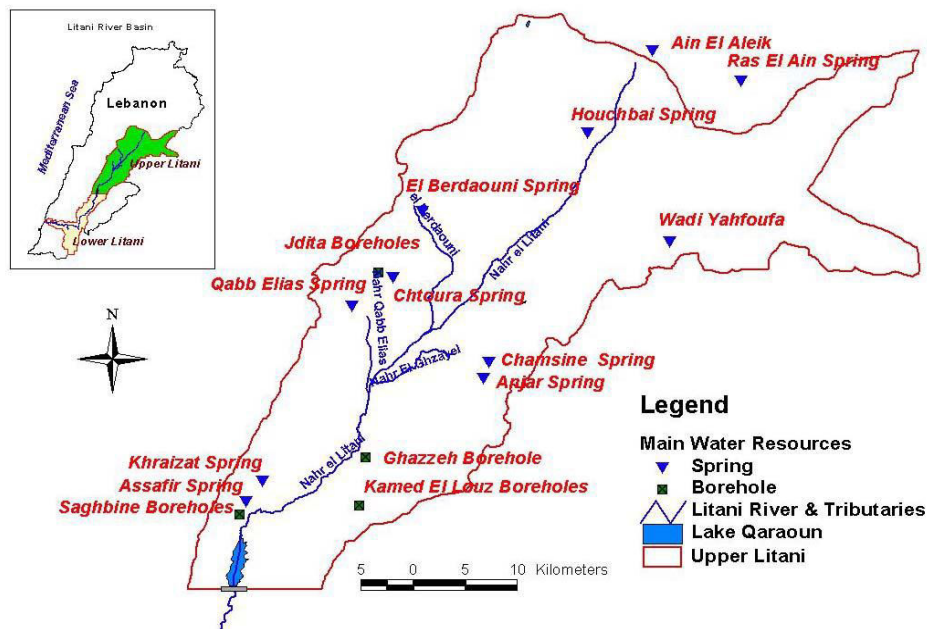 Litani River Basin
Mediterranean Sea
Lebanon
Upper Litani
Lower Litani
N
Ain El Aleik
Ras El Ain Spring
Houchbai Spring
El Berdaouni Spring
el Berdaouni
Nahr el Litani
Wadi Yahfoufa
Jdita Boreholes
Qabb Elias Spring
Chtoura Spring
Nahr Qabb Elias
Nahr El Ghzayel
Chamsine Spring
Anjar Spring
Nahr el Litani
Khraizat Spring
Assafir Spring
Saghbine Boreholes
Ghazzeh Borehole
Kamed El Louz Boreholes
5 0 5 10 Kilometers
Legend
Main Water Resources
Spring
Borehole
Litani River & Tributaries
Lake Qaraoun
Upper Litani